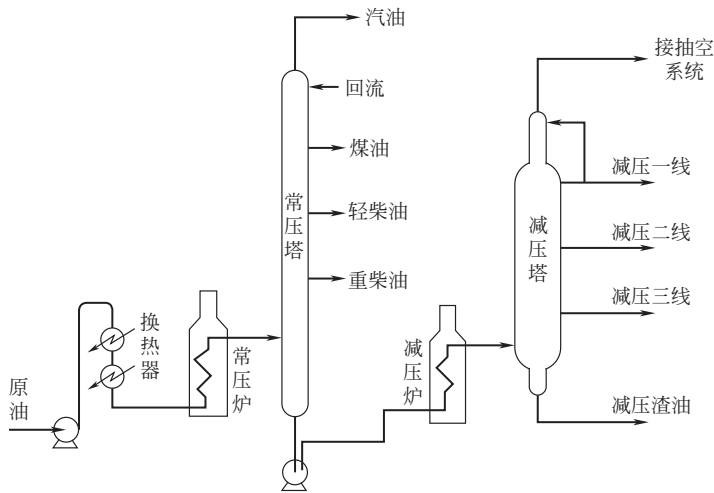 汽油
接抽空
系统
回流
煤油
减压一线
轻柴油
常压塔
减压塔
减压二线
重柴油
减压三线
换热器
常压炉
减压炉
原油
减压渣油